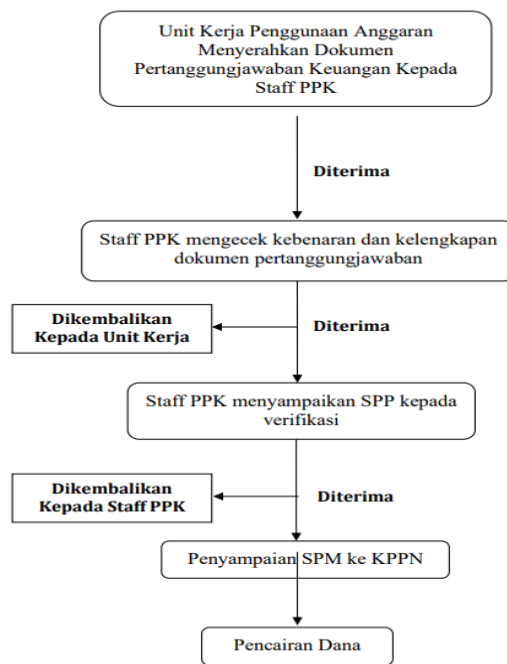 Unit Kerja Penggunaan Anggaran
Menyerahkan Dokumen
Pertanggungjawaban Keuangan Kepada
Staff PPK
Diterima
Staff PPK mengecek kebenaran dan kelengkapan
dokumen pertanggungjawaban
Dikembalikan
Kepada Unit Kerja
Diterima
Staff PPK menyampaikan SPP kepada
verifikasi
Dikembalikan
Kepada Staff PPK
Diterima
Penyampaian SPM ke KPPN
Pencairan Dana